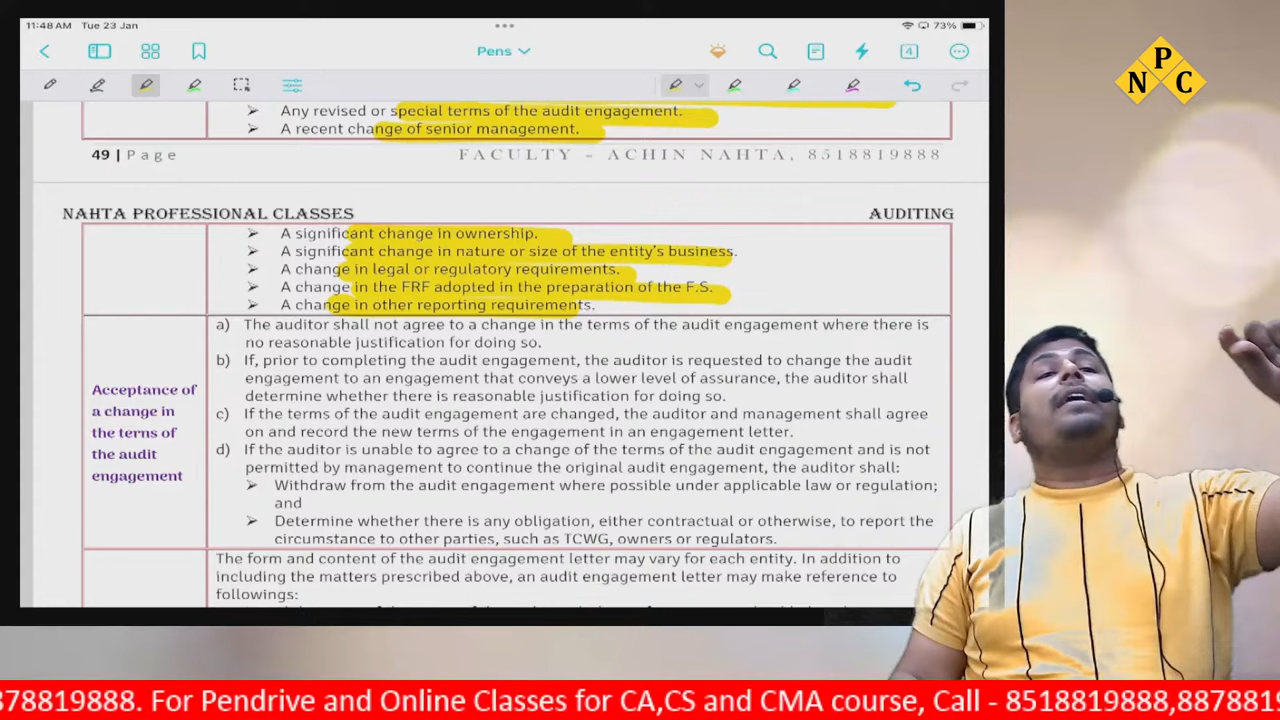 11:48 AM Tue 23 Jan
73%
Pens
4
Any revised or special terms of the audit engagement.
A recent change of senior management.
49 | Page
FACULTY – ACHIN NAHTA, 8518819888
NAHTA PROFESSIONAL CLASSES
AUDITING
A significant change in ownership.
A significant change in nature or size of the entity's business.
A change in legal or regulatory requirements.
A change in the FRF adopted in the preparation of the F.S.
A change in other reporting requirements.
Acceptance of
a change in
the terns of
the audit
engagement
a) The auditor shall not agree to a change in the terms of the audit engagement where there is
no reasonable justification for doing so.
b) If, prior to completing the audit engagement, the auditor is requested to change the audit
engagement to an engagement that conveys a lower level of assurance, the auditor shall
determine whether there is reasonable justification for doing so.
c) If the terms of the audit engagement are changed, the auditor and management shall agree
on and record the new terms of the engagement in an engagement letter.
d) If the auditor is unable to agree to a change of the terms of the audit engagement and is not
permitted by management to continue the original audit engagement, the auditor shall:
Withdraw from the audit engagement where possible under applicable law or regulation;
and
Determine whether there is any obligation, either contractual or otherwise, to report the
circumstance to other parties, such as TCWG, owners or regulators.
The form and content of the audit engagement letter may vary for each entity. In addition to
including the matters prescribed above, an audit engagement letter may make reference to
followings:
N P C
878819888. For Pendrive and Online Classes for CA,CS and CMA course, Call - 8518819888,8878819